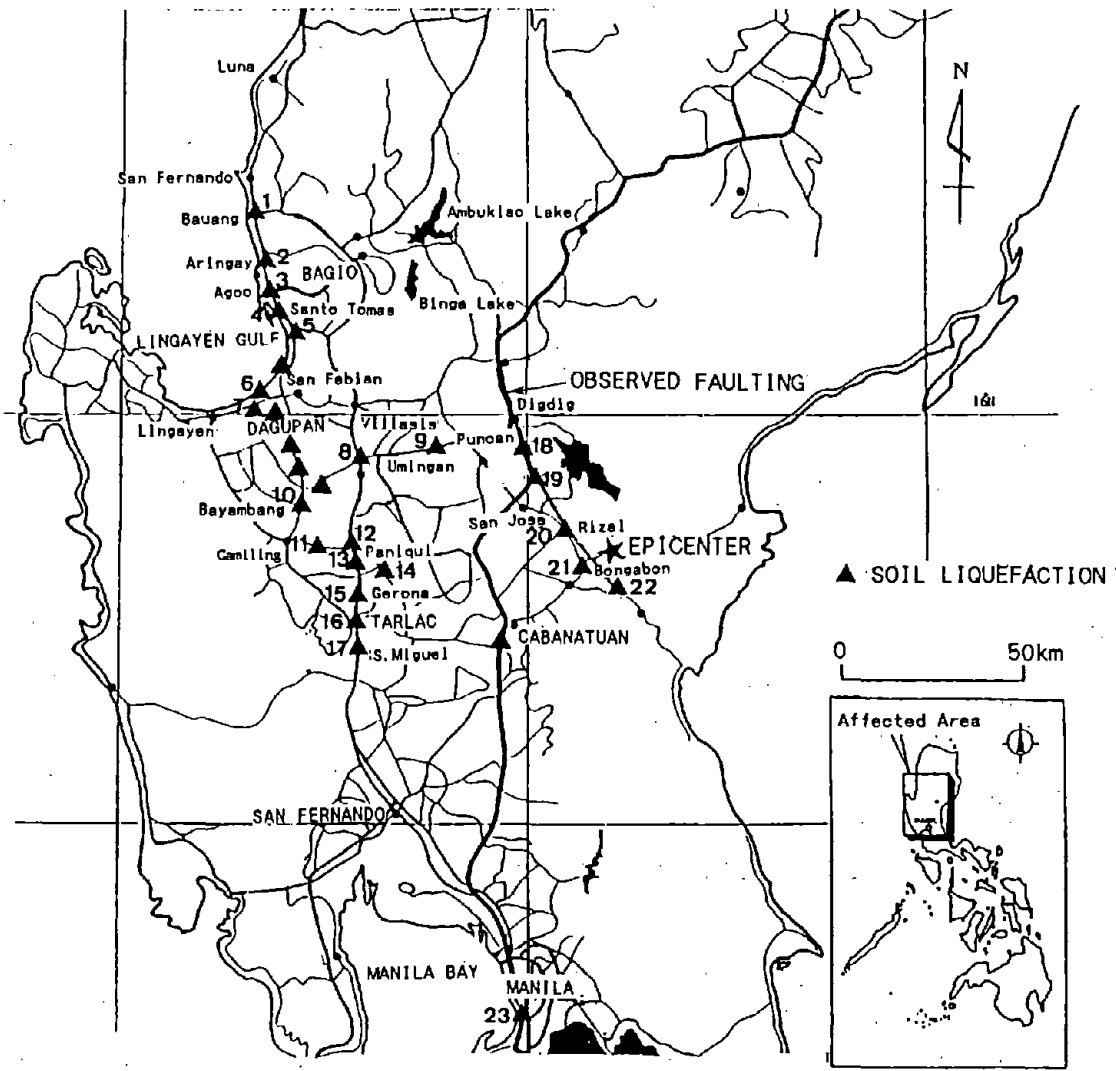 Luna
N
San Fernando
1
Bauang
Ambuklao Lake
2
Aringay
BAGIO
3
Agoo
Binga Lake
4
Santo Tomas
5
LINGAYEN GULF
6
San Fabian
OBSERVED FAULTING
7
Digdig
Lingayen
DAGUPAN
Villasis
8
9
Punoan
18
Umingan
19
10
Bayambang
San Jose
20
Rizal
11
12
Camiling
Paniqui
EPICENTER
13
14
21
Bongabon
22
SOIL LIQUEFACTION
15
Gerona
16
TARLAC
17
S.Miguel
CABANATUAN
0
50km
Affected Area
SAN FERNANDO
MANILA BAY
MANILA
23